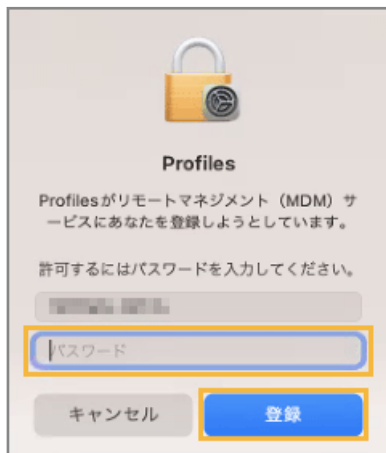 Profiles
Profilesがリモートマネジメント（MDM）サ
ービスにあなたを登録しようとしています。
許可するにはパスワードを入力してください。
パスワード
キャンセル
登録